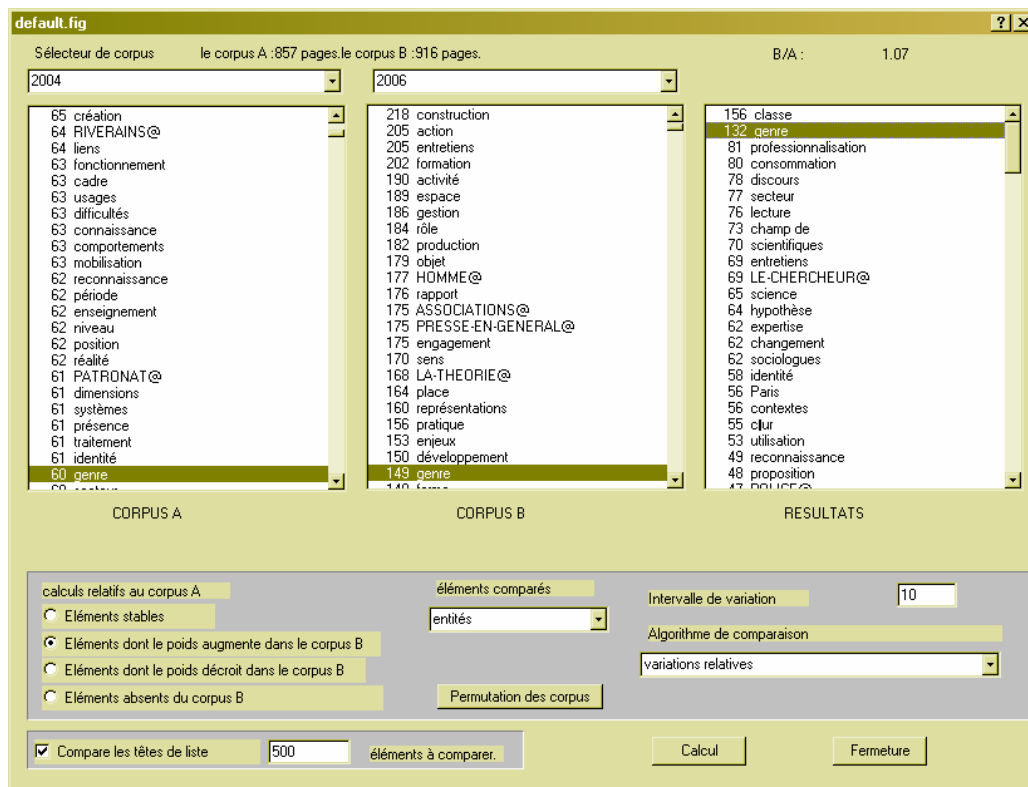 default.fig
Sélecteur de corpus le corpus A :857 pages.le corpus B :916 pages. B/A : 1.07
2004
2006
65 création
64 RIVERAINS@
64 liens
63 fonctionnement
63 cadre
63 usages
63 difficultés
63 connaissance
63 comportements
63 mobilisation
62 reconnaissance
62 période
62 enseignement
62 niveau
62 position
62 réalité
61 PATRONAT@
61 dimensions
61 systèmes
61 présence
61 traitement
61 identité
60 genre
218 construction
205 action
205 entretiens
202 formation
190 activité
189 espace
186 gestion
184 rôle
182 production
179 objet
177 HOMME@
176 rapport
175 ASSOCIATIONS@
175 PRESSE-EN-GENERAL@
175 engagement
170 sens
168 LA-THEORIE@
164 place
160 représentations
156 pratique
153 enjeux
150 développement
149 genre
156 classe
132 genre
81 professionnalisation
80 consommation
78 discours
77 secteur
76 lecture
73 champ de
70 scientifiques
69 entretiens
69 LE-CHERCHEUR@
65 science
64 hypothèse
62 expertise
62 changement
62 sociologues
58 identité
56 Paris
56 contextes
55 clur
53 utilisation
49 reconnaissance
48 proposition
47 POLICE@
CORPUS A
CORPUS B
RESULTATS
calculs relatifs au corpus A
Eléments stables
Eléments dont le poids augmente dans le corpus B
Eléments dont le poids décroit dans le corpus B
Eléments absents du corpus B
éléments comparés
entités
Permutation des corpus
Intervalle de variation 10
Algorithme de comparaison
variations relatives
Compare les têtes de liste 500 éléments à comparer.
Calcul
Fermeture